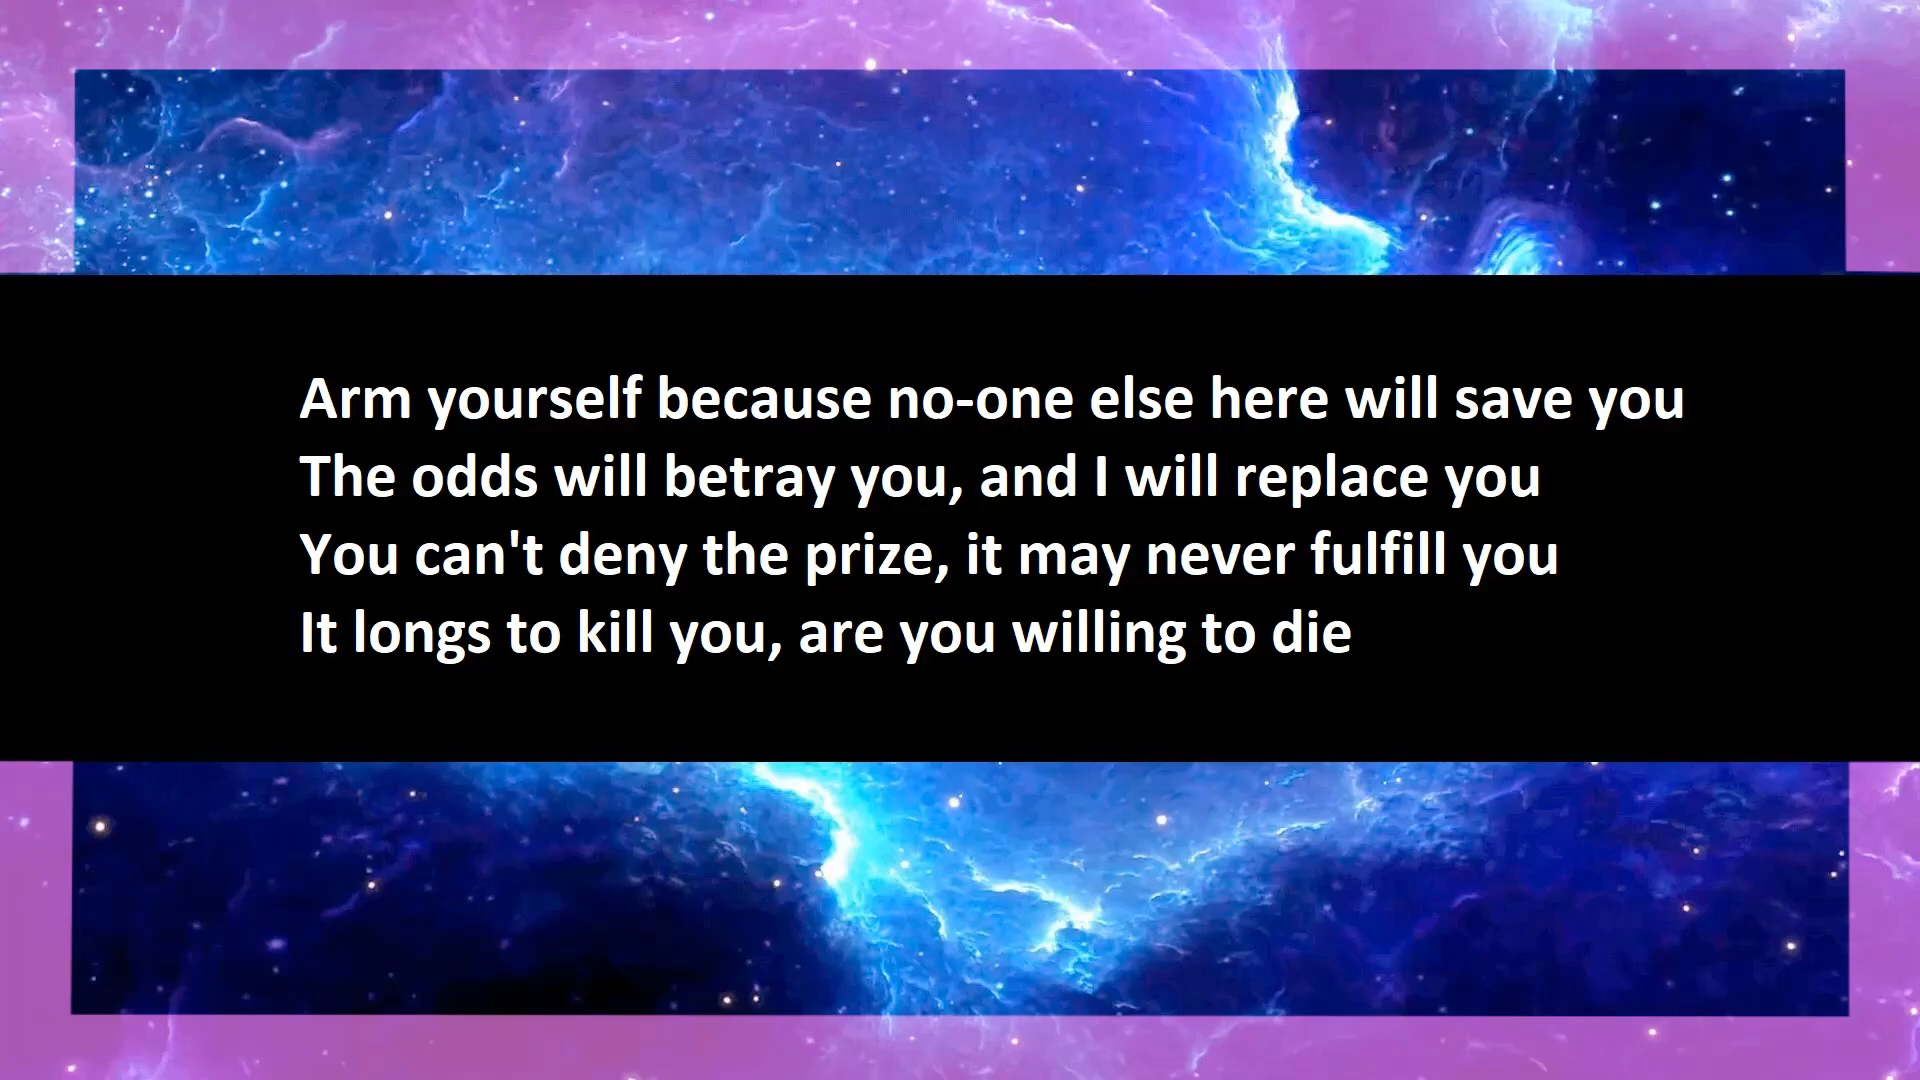 Arm yourself because no-one else here will save you
The odds will betray you, and I will replace you
You can't deny the prize, it may never fulfill you
It longs to kill you, are you willing to die